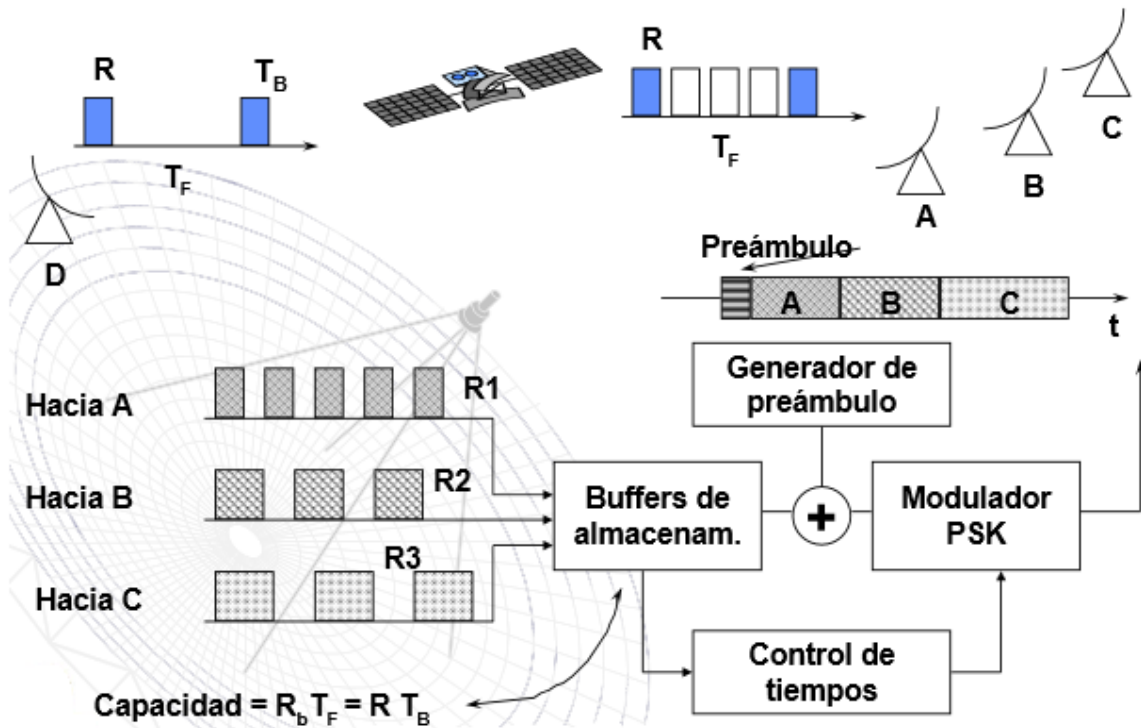 R
T_B
T_F
D
R
T_F
A
B
C
Preámbulo
A B C
t
Hacia A
R1
Hacia B
R2
Hacia C
R3
Generador de
preámbulo
Buffers de
almacenam.
+
Modulador
PSK
Control de
tiempos
Capacidad = R_b T_F = R T_B